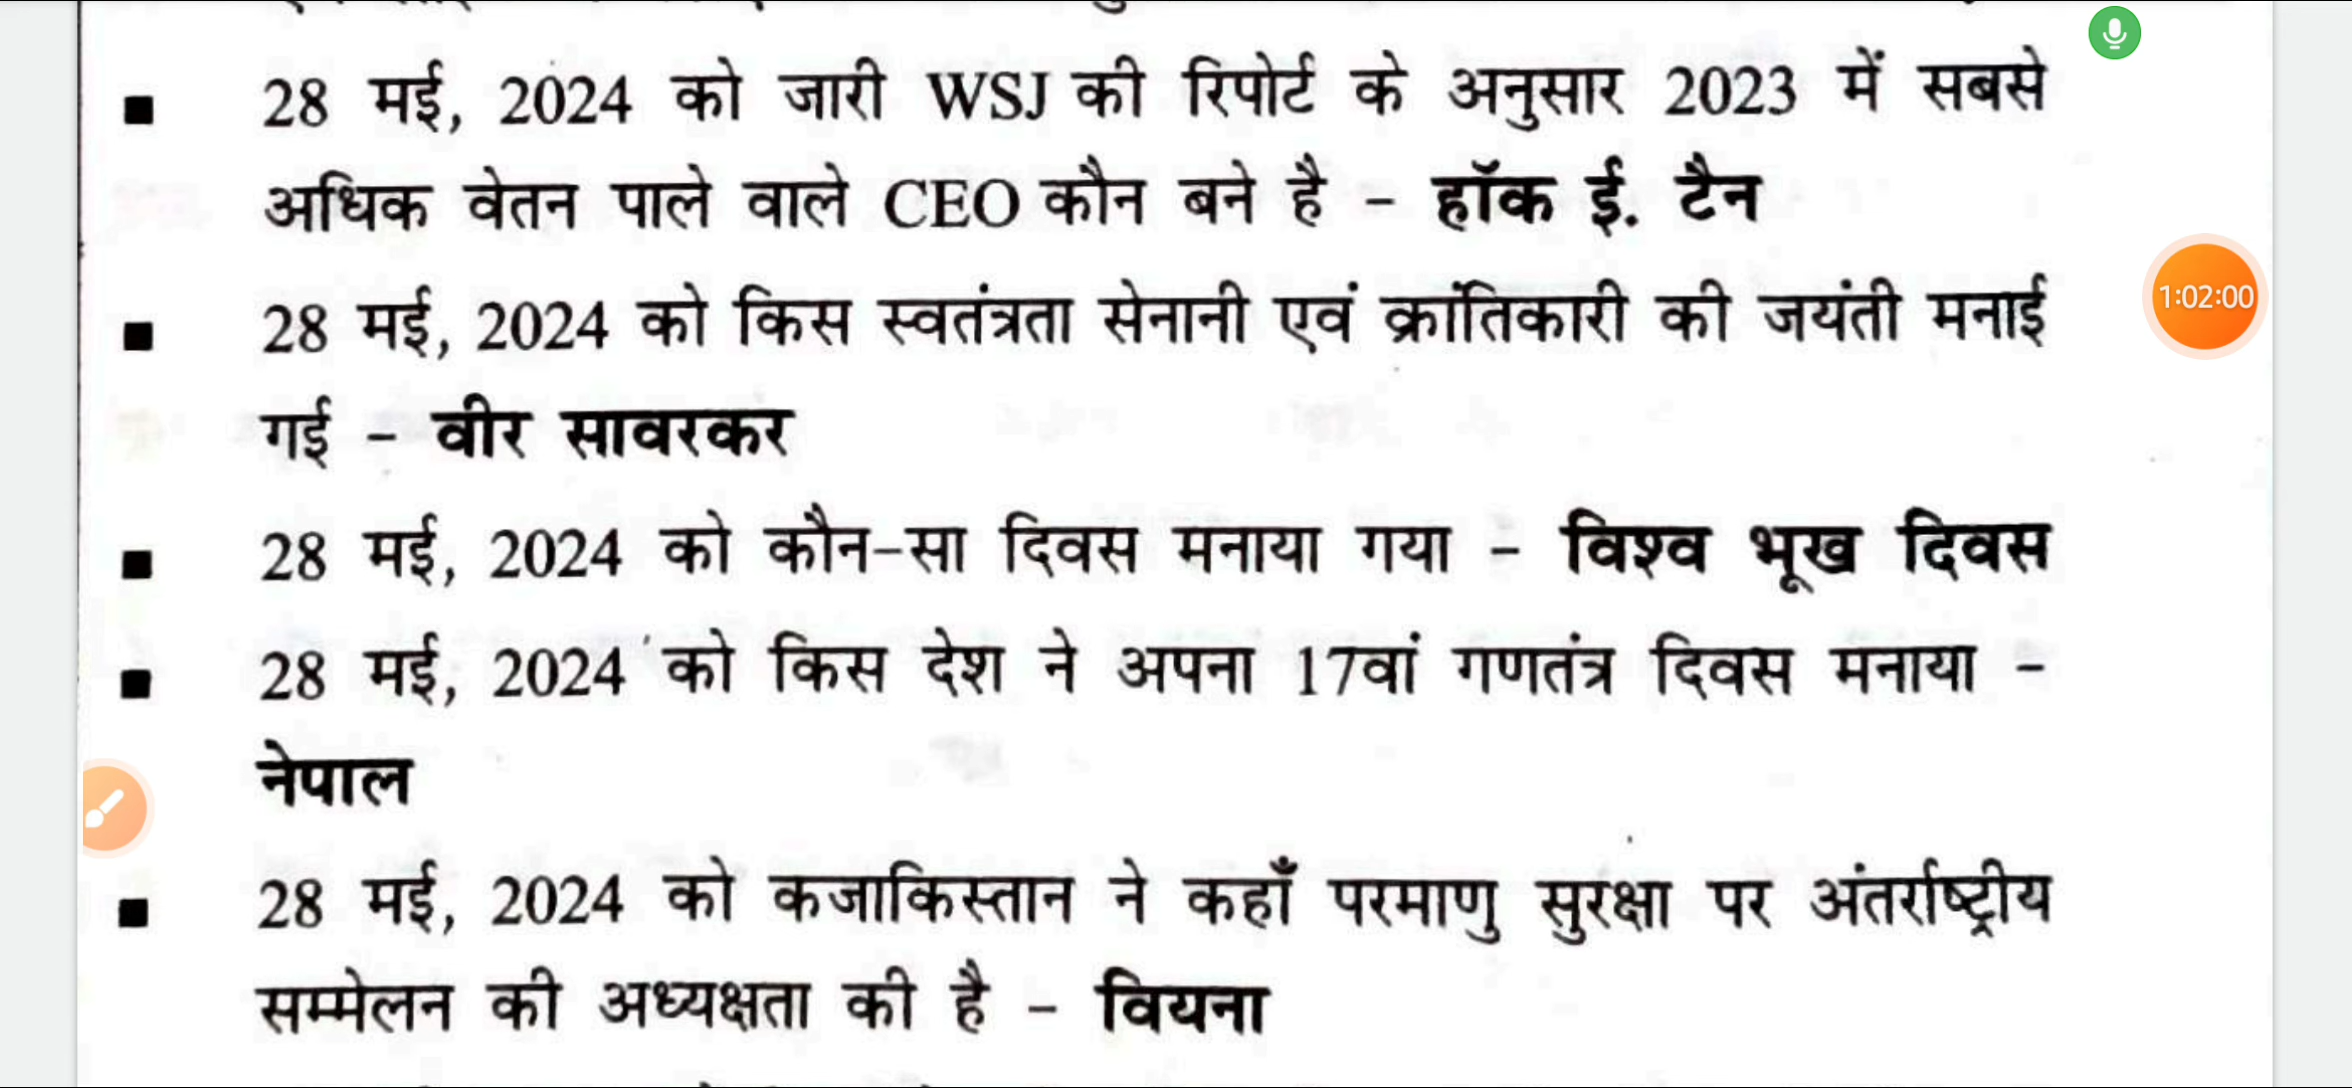 ■ 28 मई, 2024 को जारी WSJ की रिपोर्ट के अनुसार 2023 में सबसे
अधिक वेतन पाले वाले CEO कौन बने है - हॉक ई. टैन
■ 28 मई, 2024 को किस स्वतंत्रता सेनानी एवं क्रांतिकारी की जयंती मनाई
गई - वीर सावरकर
1:02:00
■ 28 मई, 2024 को कौन-सा दिवस मनाया गया - विश्व भूख दिवस
■ 28 मई, 2024 को किस देश ने अपना 17वां गणतंत्र दिवस मनाया -
नेपाल
■ 28 मई, 2024 को कजाकिस्तान ने कहाँ परमाणु सुरक्षा पर अंतर्राष्ट्रीय
सम्मेलन की अध्यक्षता की है - वियना